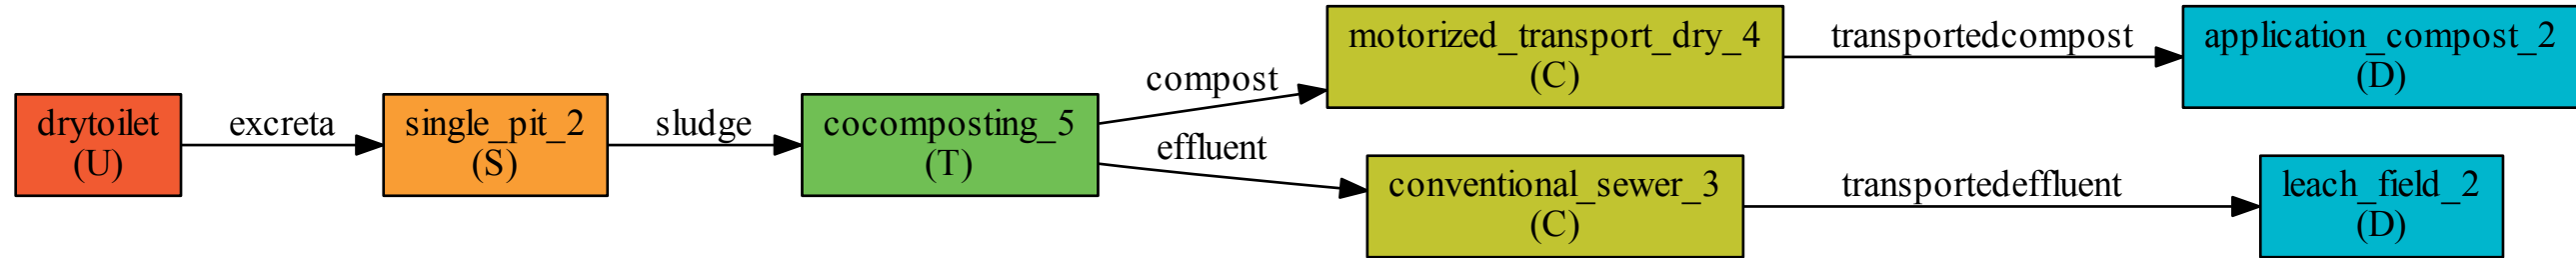 drytoilet
(U)
excreta
single_pit_2
(S)
sludge
cocomposting_5
(T)
compost
effluent
motorized_transport_dry_4
(C)
transportedcompost
application_compost_2
(D)
conventional_sewer_3
(C)
transportedeffluent
leach_field_2
(D)